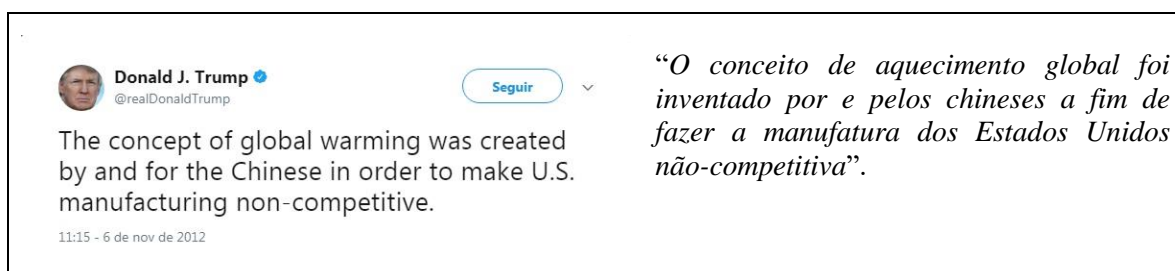 Donald J. Trump
@realDonaldTrump
Seguir
The concept of global warming was created
by and for the Chinese in order to make U.S.
manufacturing non-competitive.
11:15 - 6 de nov de 2012
“O conceito de aquecimento global foi
inventado por e pelos chineses a fim de
fazer a manufatura dos Estados Unidos
não-competitiva”.